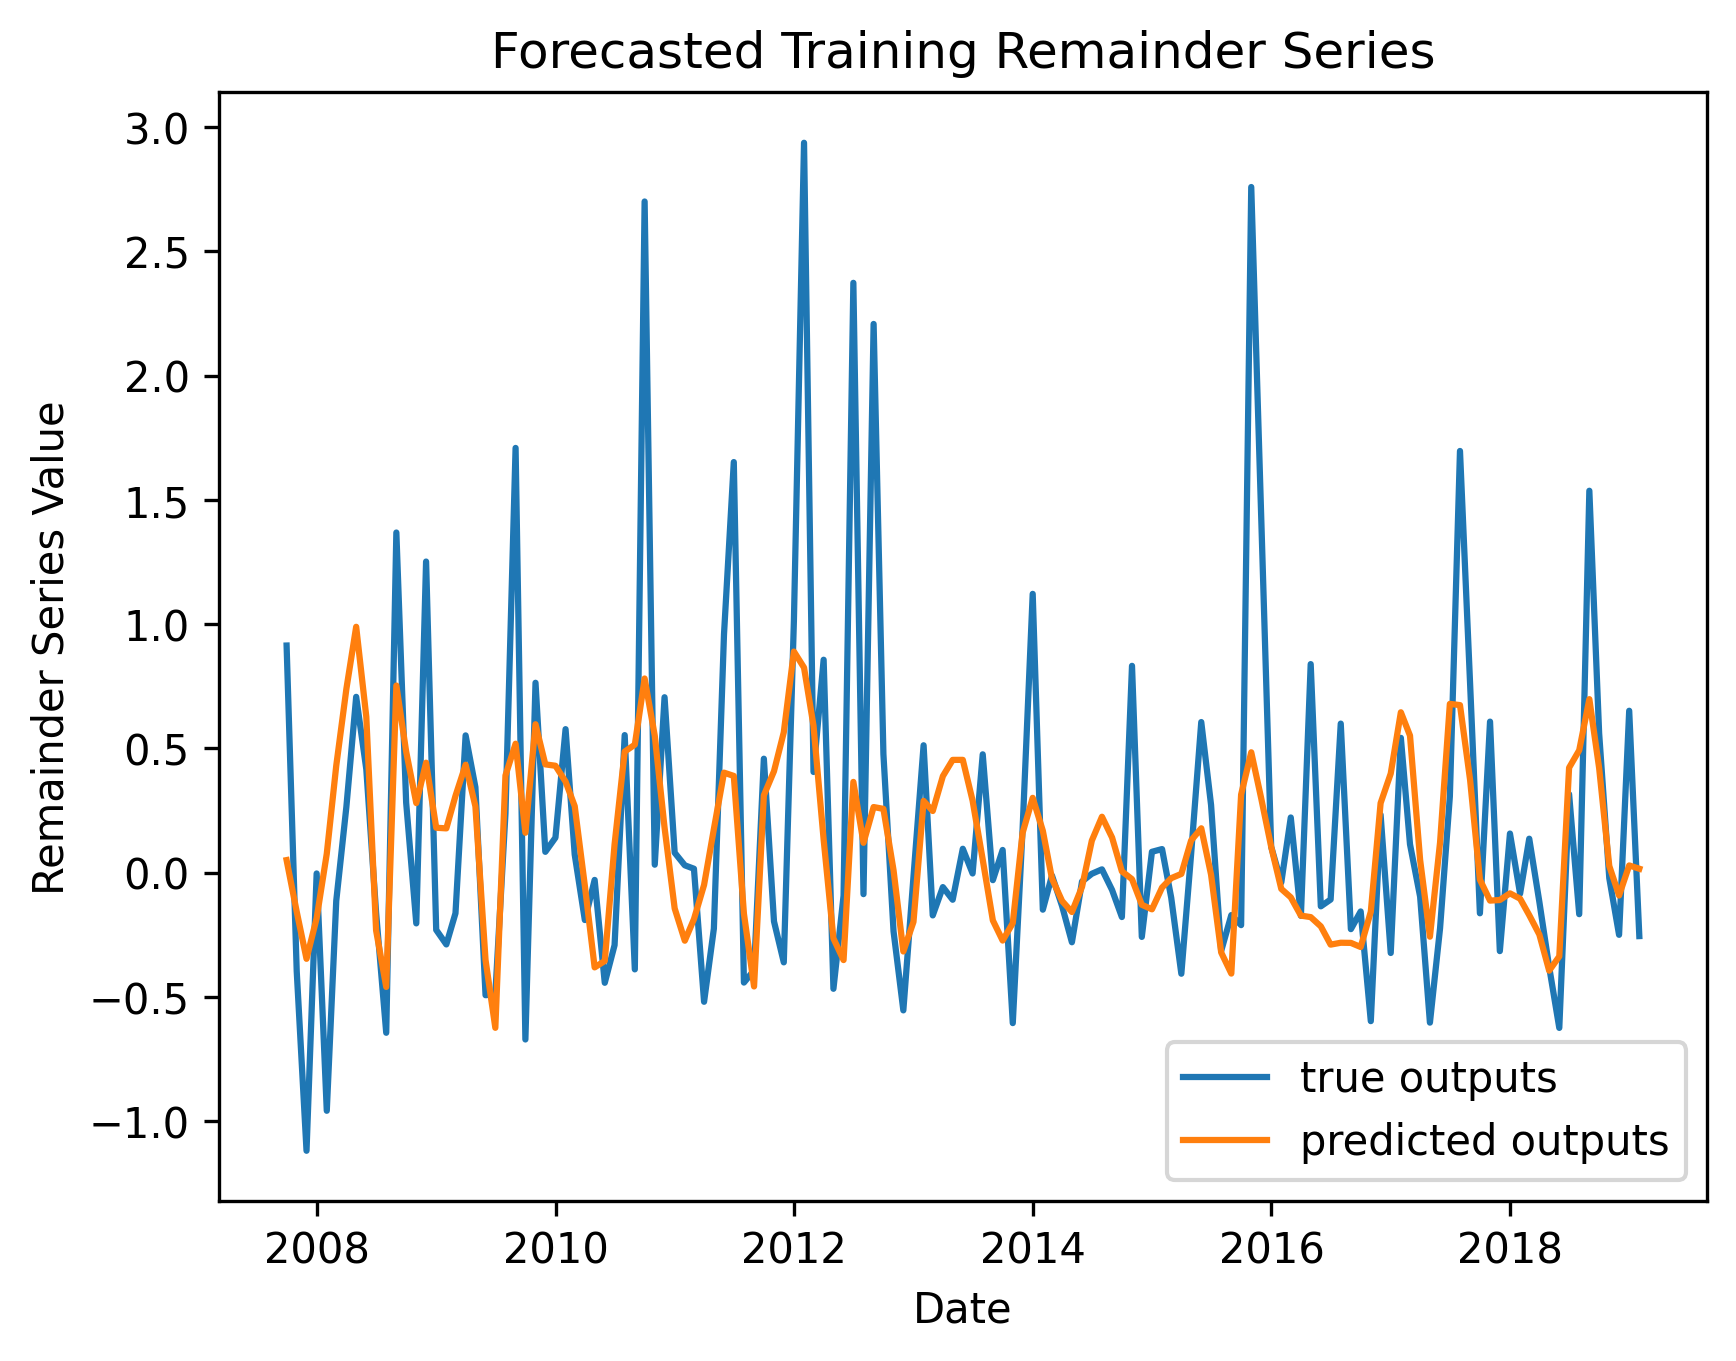 Forecasted Training Remainder Series
3.0
2.5
2.0
1.5
1.0
0.5
0.0
−0.5
−1.0
Remainder Series Value
true outputs
predicted outputs
2008 2010 2012 2014 2016 2018
Date